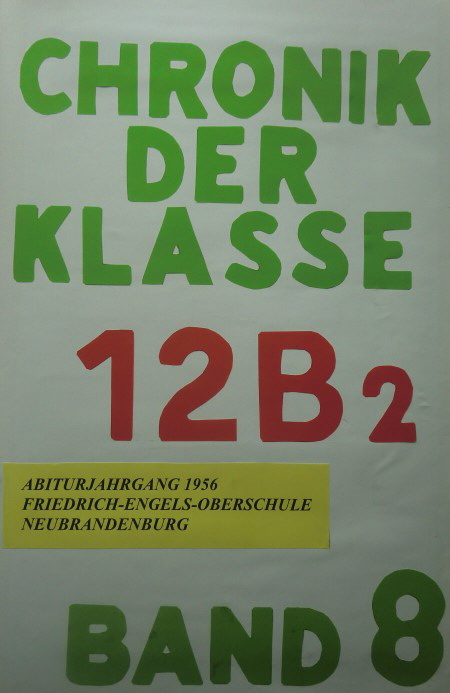 CHRONIK
DER
KLASSE
12B2
ABITURJAHRGANG 1956
FRIEDRICH-ENGELS-OBERSCHULE
NEUBRANDENBURG
BAND 8